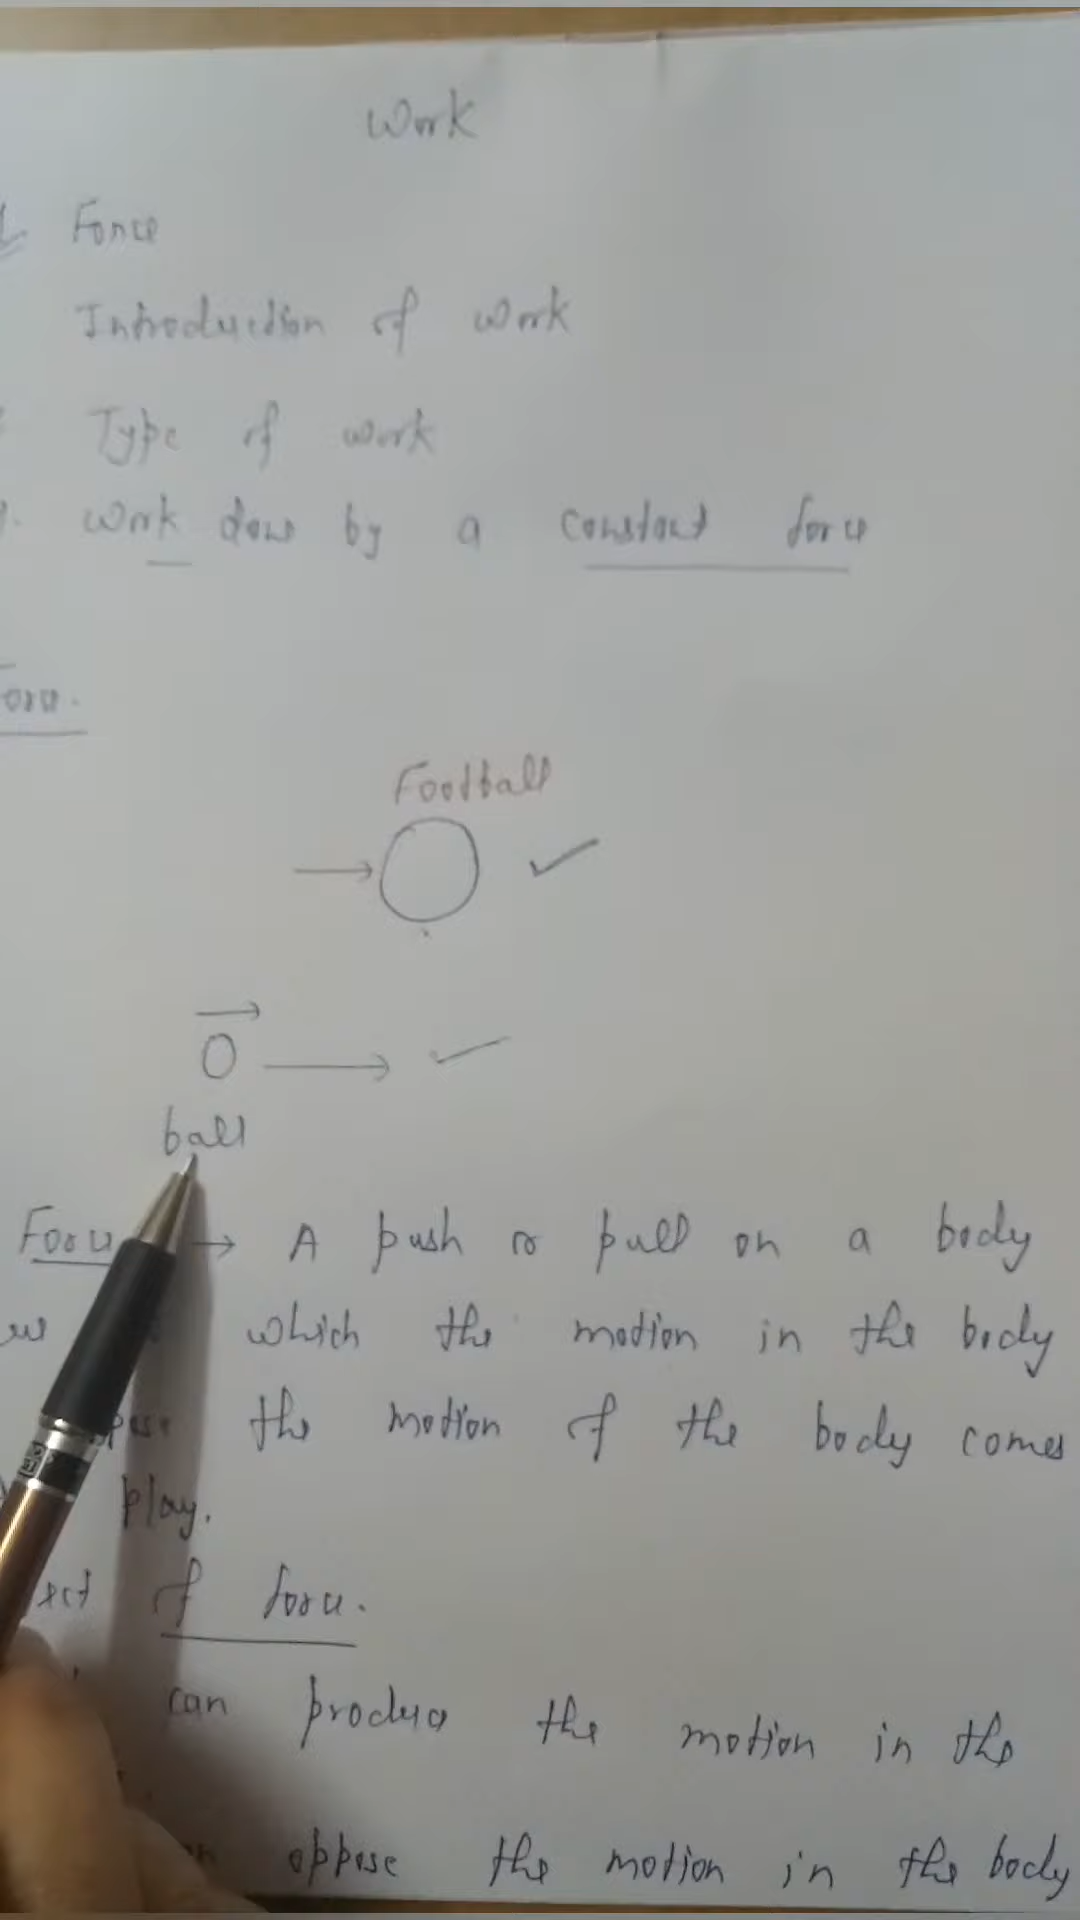 Work
Force
Introduction of work
Type of work
Work done by a constant force
Football
ball
Force → A push or pull on a body
which the motion in the body
the motion of the body comes
play.
of force.
can produce the motion in the
oppose the motion in the body